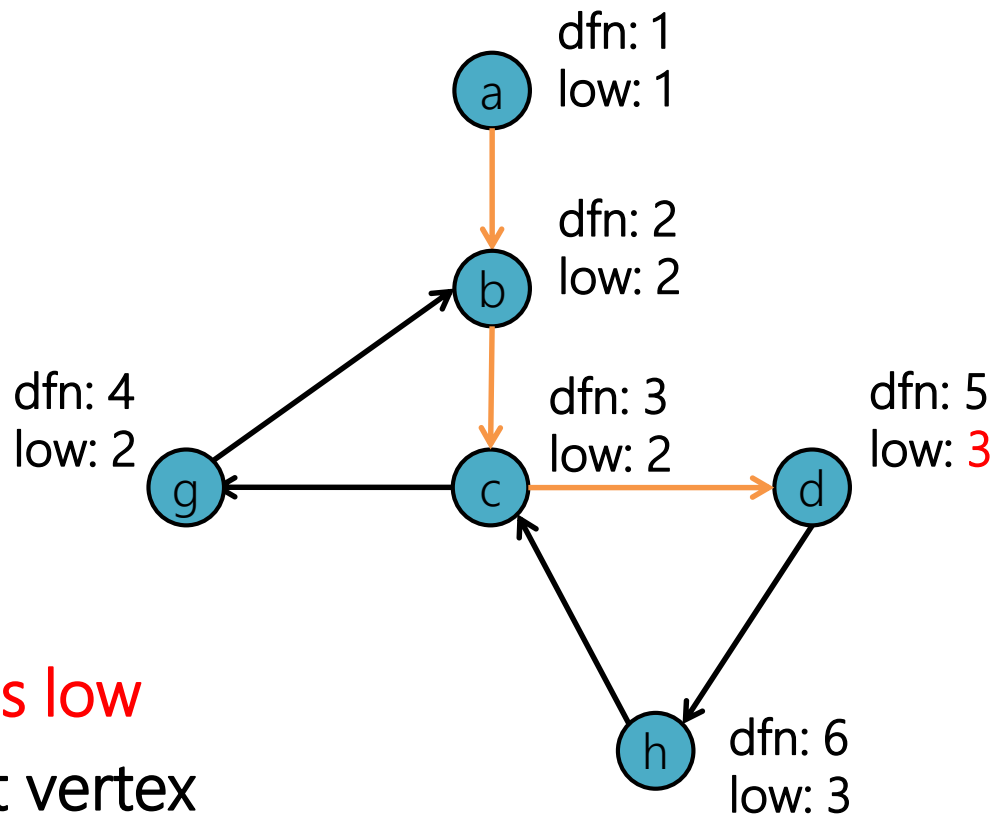 dfn: 1
low: 1
a
dfn: 2
low: 2
b
dfn: 4
low: 2
g
dfn: 3
low: 2
c
dfn: 5
low: 3
d
s low
t vertex
h
dfn: 6
low: 3